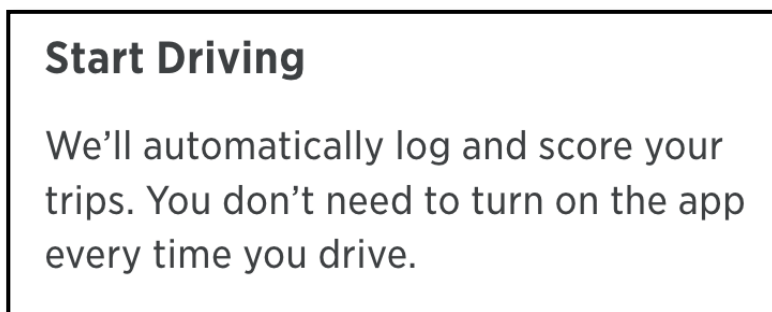 Start Driving
We’ll automatically log and score your
trips. You don’t need to turn on the app
every time you drive.